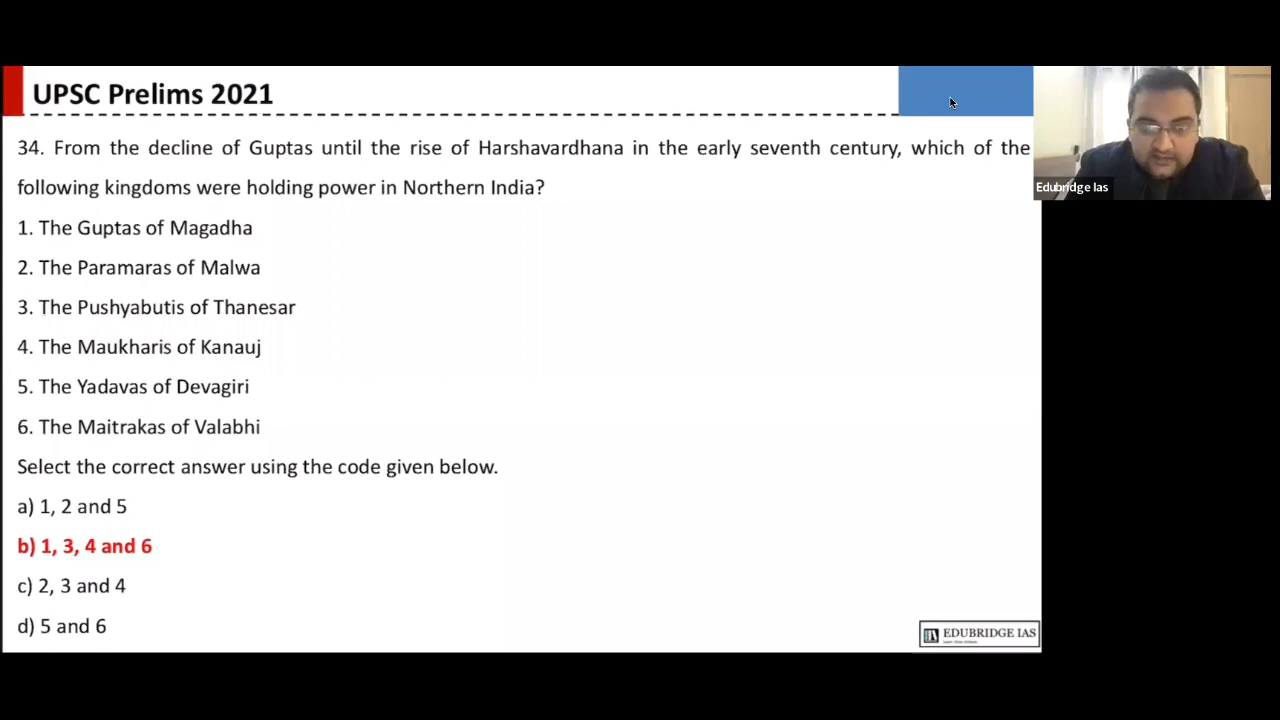 UPSC Prelims 2021
34. From the decline of Guptas until the rise of Harshavardhana in the early seventh century, which of the
following kingdoms were holding power in Northern India?
1. The Guptas of Magadha
2. The Paramaras of Malwa
3. The Pushyabutis of Thanesar
4. The Maukharis of Kanauj
5. The Yadavas of Devagiri
6. The Maitrakas of Valabhi
Select the correct answer using the code given below.
a) 1, 2 and 5
b) 1, 3, 4 and 6
c) 2, 3 and 4
d) 5 and 6
Edubridge Ias
EDUBRIDGE IAS